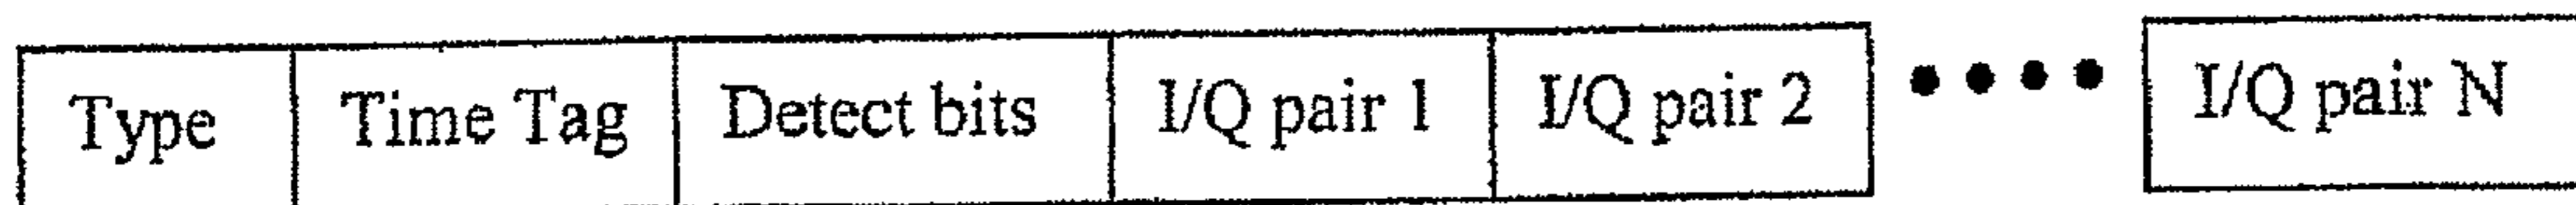 Type Time Tag Detect bits I/Q pair 1 I/Q pair 2 •••• I/Q pair N